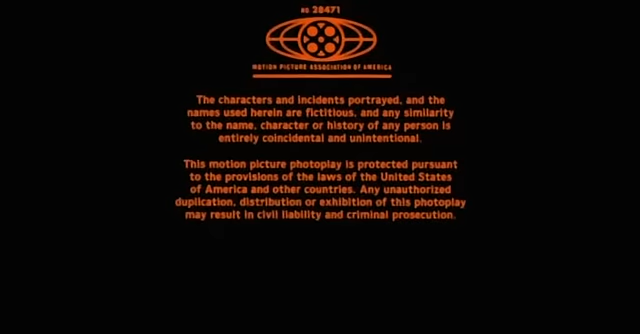 NO 28471
MOTION PICTURE ASSOCIATION OF AMERICA
The characters and incidents portrayed, and the
names used herein are fictitious, and any similarity
to the name, character or history of any person is
entirely coincidental and unintentional.
This motion picture photoplay is protected pursuant
to the provisions of the laws of the United States
of America and other countries. Any unauthorized
duplication, distribution or exhibition of this photoplay
may result in civil liability and criminal prosecution.